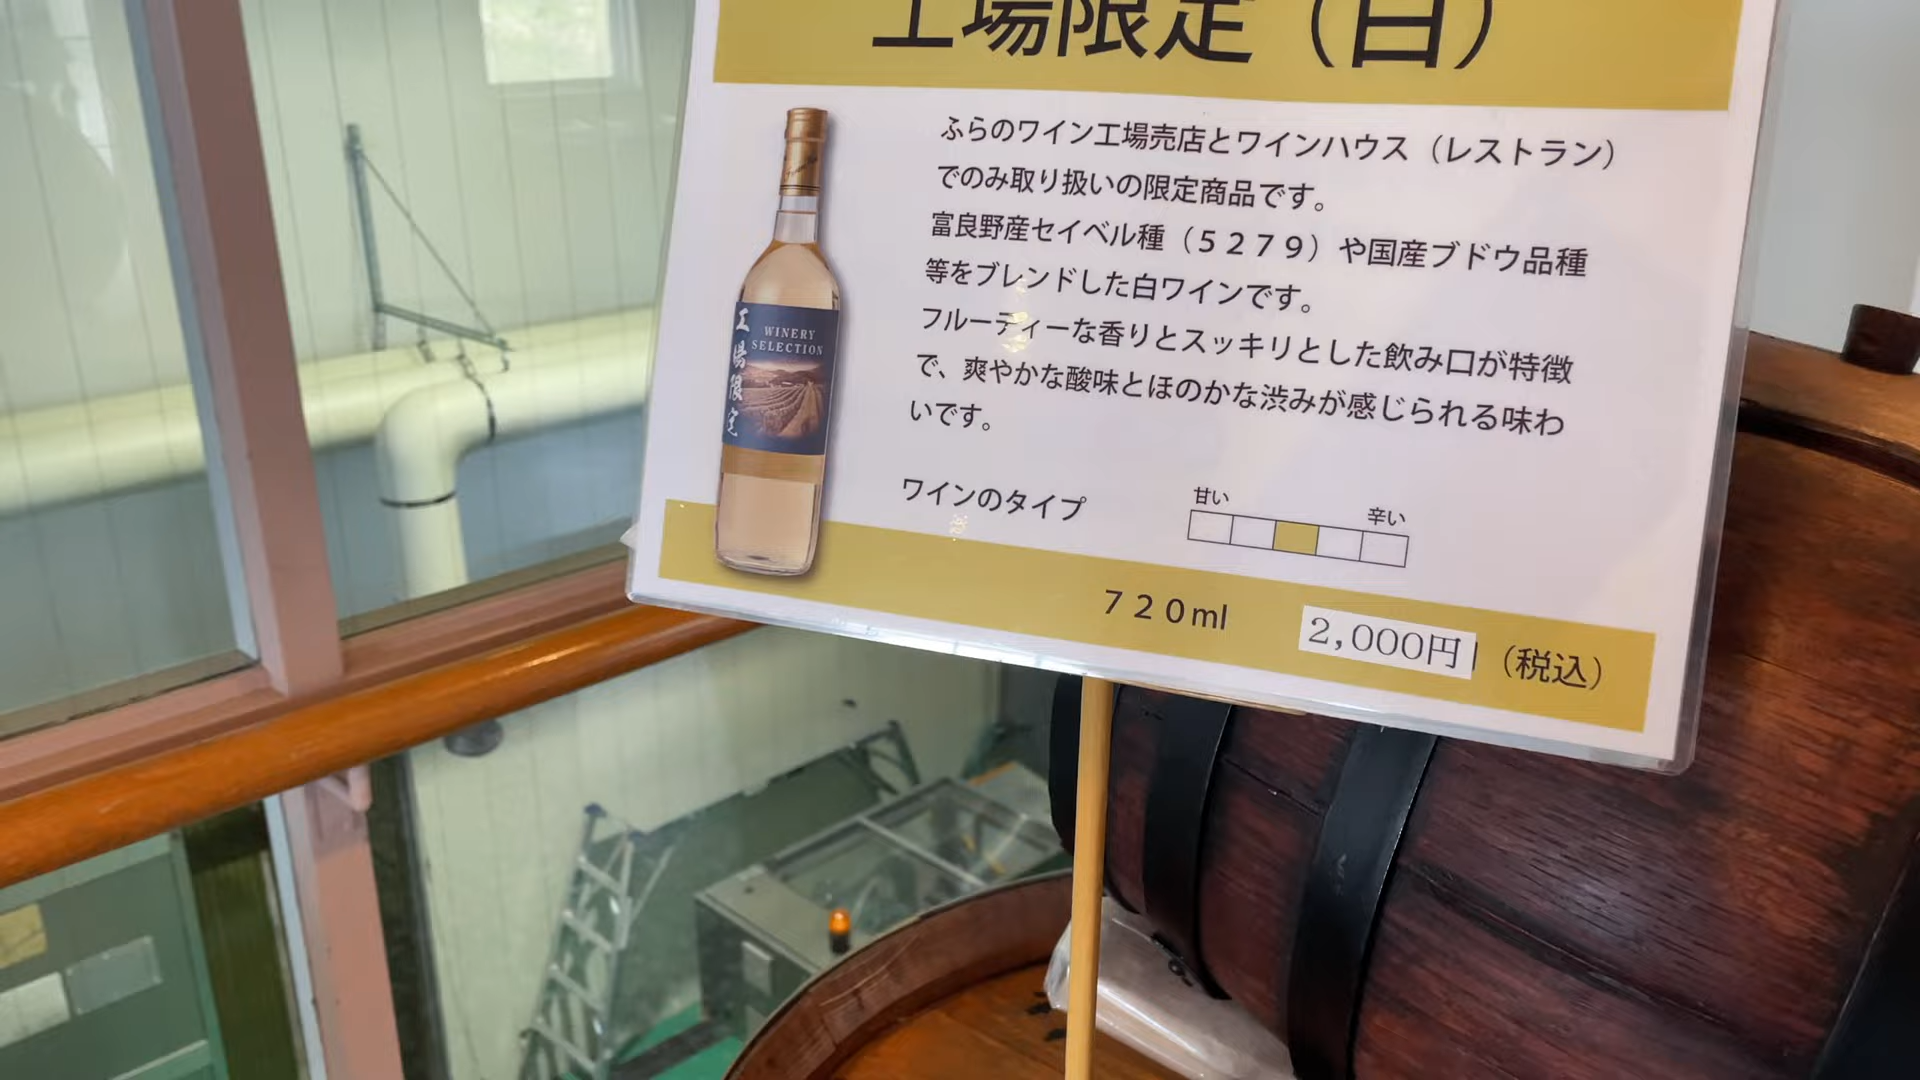 工場限定（白）
ふらのワイン工場売店とワインハウス（レストラン）
でのみ取り扱いの限定商品です。
富良野産セイベル種（５２７９）や国産ブドウ品種
等をブレンドした白ワインです。
フルーティーな香りとスッキリとした飲み口が特徴
で、爽やかな酸味とほのかな渋みが感じられる味わ
いです。
工場限定
WINERY
SELECTION
ワインのタイプ
甘い
辛い
７２０ml
2,000円
（税込）